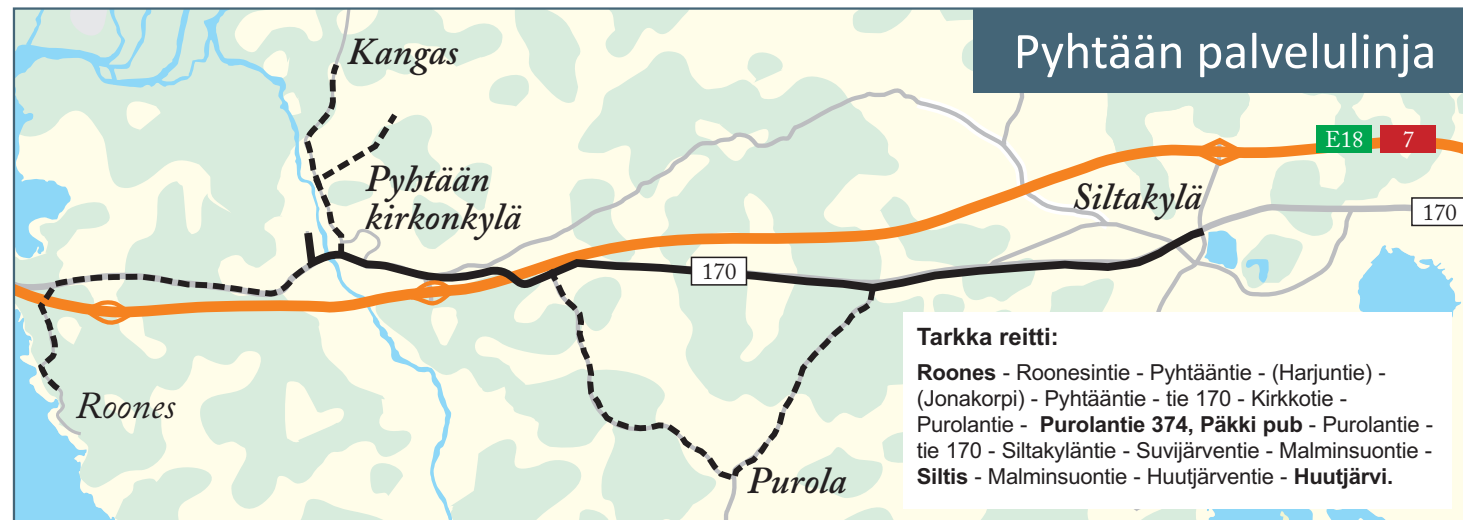 Pyhtään palvelulinja
Kangas
E18 7
Pyhtään
kirkonkylä
Siltakylä
170
170
Roones
Purola
Tarkka reitti:
Roones - Roonesintie - Pyhtääntie - (Harjuntie) -
(Jonakorpi) - Pyhtääntie - tie 170 - Kirkkotie -
Purolantie - Purolantie 374, Päkki pub - Purolantie -
tie 170 - Siltakyläntie - Suvijärventie - Malminsuontie -
Siltis - Malminsuontie - Huutjärventie - Huutjärvi.